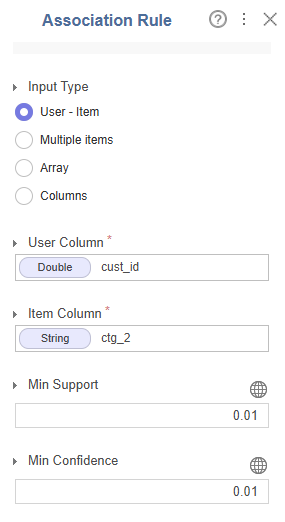 Association Rule
Input Type
User - Item
Multiple items
Array
Columns
User Column *
Double cust_id
Item Column *
String ctg_2
Min Support
0.01
Min Confidence
0.01